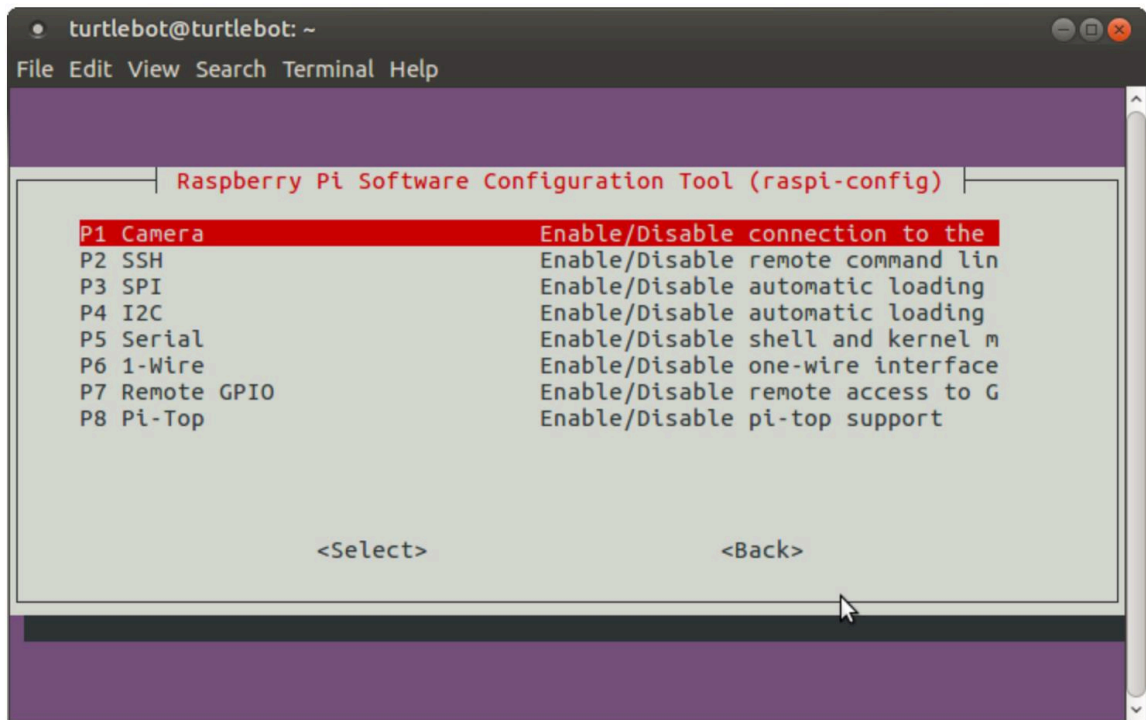 turtlebot@turtlebot: ~
File Edit View Search Terminal Help
Raspberry Pi Software Configuration Tool (raspi-config)
P1 Camera Enable/Disable connection to the
P2 SSH Enable/Disable remote command lin
P3 SPI Enable/Disable automatic loading
P4 I2C Enable/Disable automatic loading
P5 Serial Enable/Disable shell and kernel m
P6 1-Wire Enable/Disable one-wire interface
P7 Remote GPIO Enable/Disable remote access to G
P8 Pi-Top Enable/Disable pi-top support
<Select> <Back>